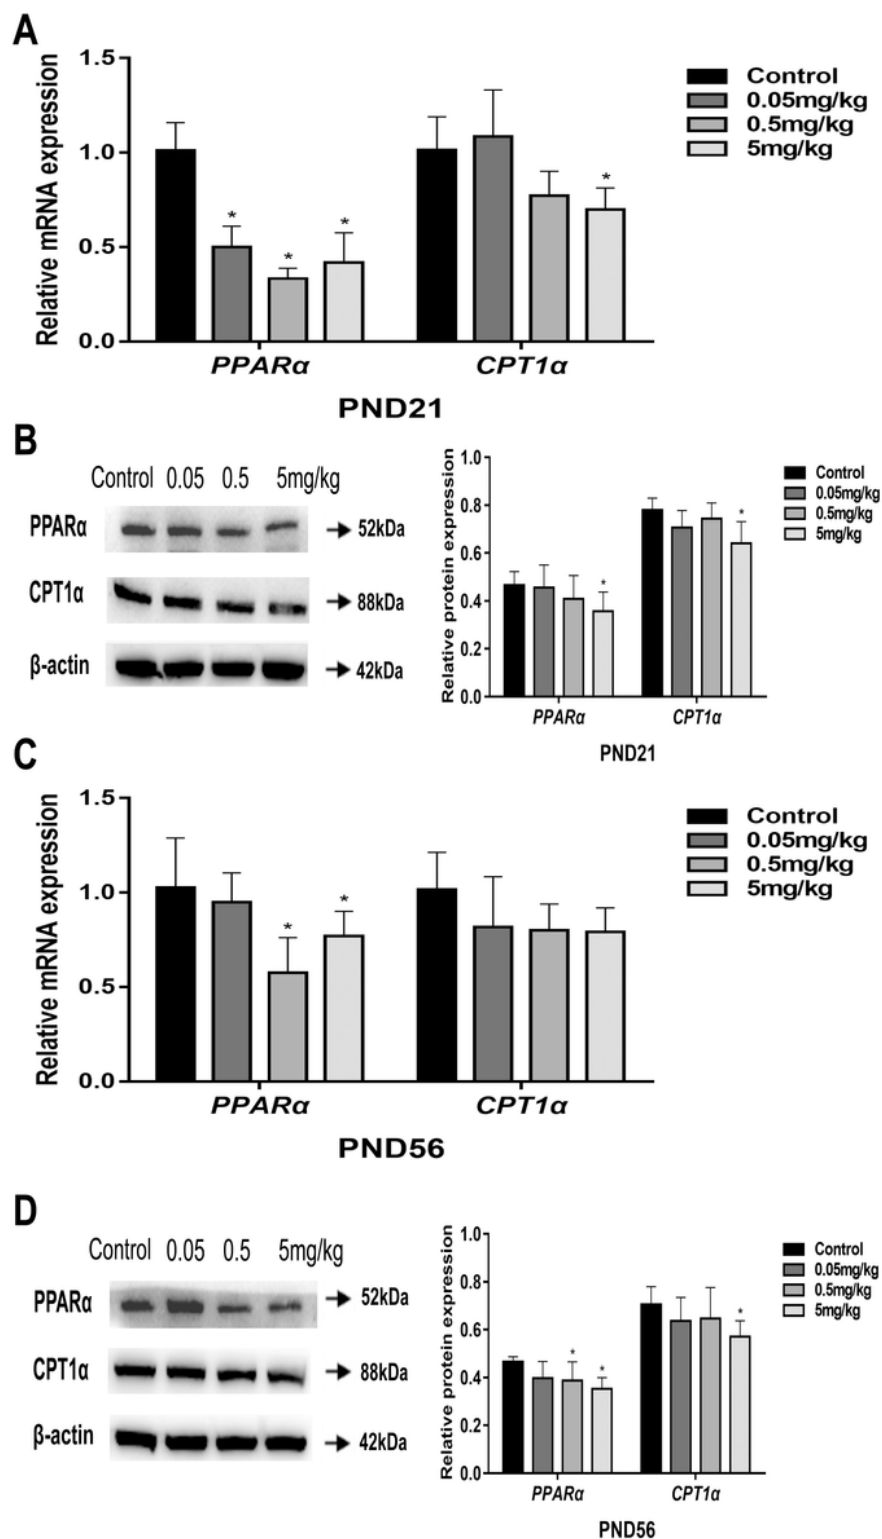 A
Relative mRNA expression
1.5
1.0
0.5
0.0
* * * *
PPARα CPT1α
PND21
Control
0.05mg/kg
0.5mg/kg
5mg/kg
B
Control 0.05 0.5 5mg/kg
PPARα 52kDa
CPT1α 88kDa
β-actin 42kDa
Relative protein expression
1.0
0.8
0.6
0.4
0.2
0.0
* *
PPARα CPT1α
PND21
Control
0.05mg/kg
0.5mg/kg
5mg/kg
C
Relative mRNA expression
1.5
1.0
0.5
0.0
* *
PPARα CPT1α
PND56
Control
0.05mg/kg
0.5mg/kg
5mg/kg
D
Control 0.05 0.5 5mg/kg
PPARα 52kDa
CPT1α 88kDa
β-actin 42kDa
Relative protein expression
1.0
0.8
0.6
0.4
0.2
0.0
* * *
PPARα CPT1α
PND56
Control
0.05mg/kg
0.5mg/kg
5mg/kg